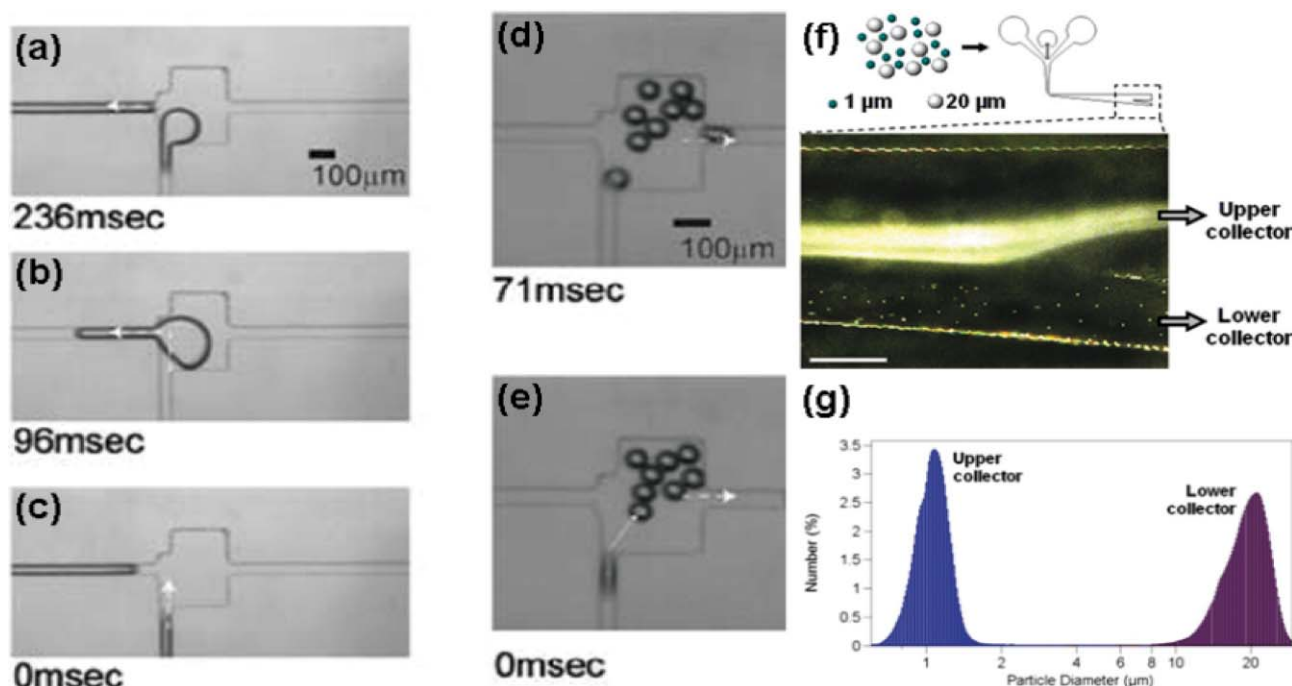 (a)
100μm
236msec
(b)
96msec
(c)
0msec
(d)
100μm
71msec
(e)
0msec
(f)
1 μm
20 μm
Upper
collector
Lower
collector
(g)
3.5
3
2.5
2
1.5
1
0.5
0
Number (%)
Upper
collector
Lower
collector
1
2
4
6
8
10
20
Particle Diameter (μm)